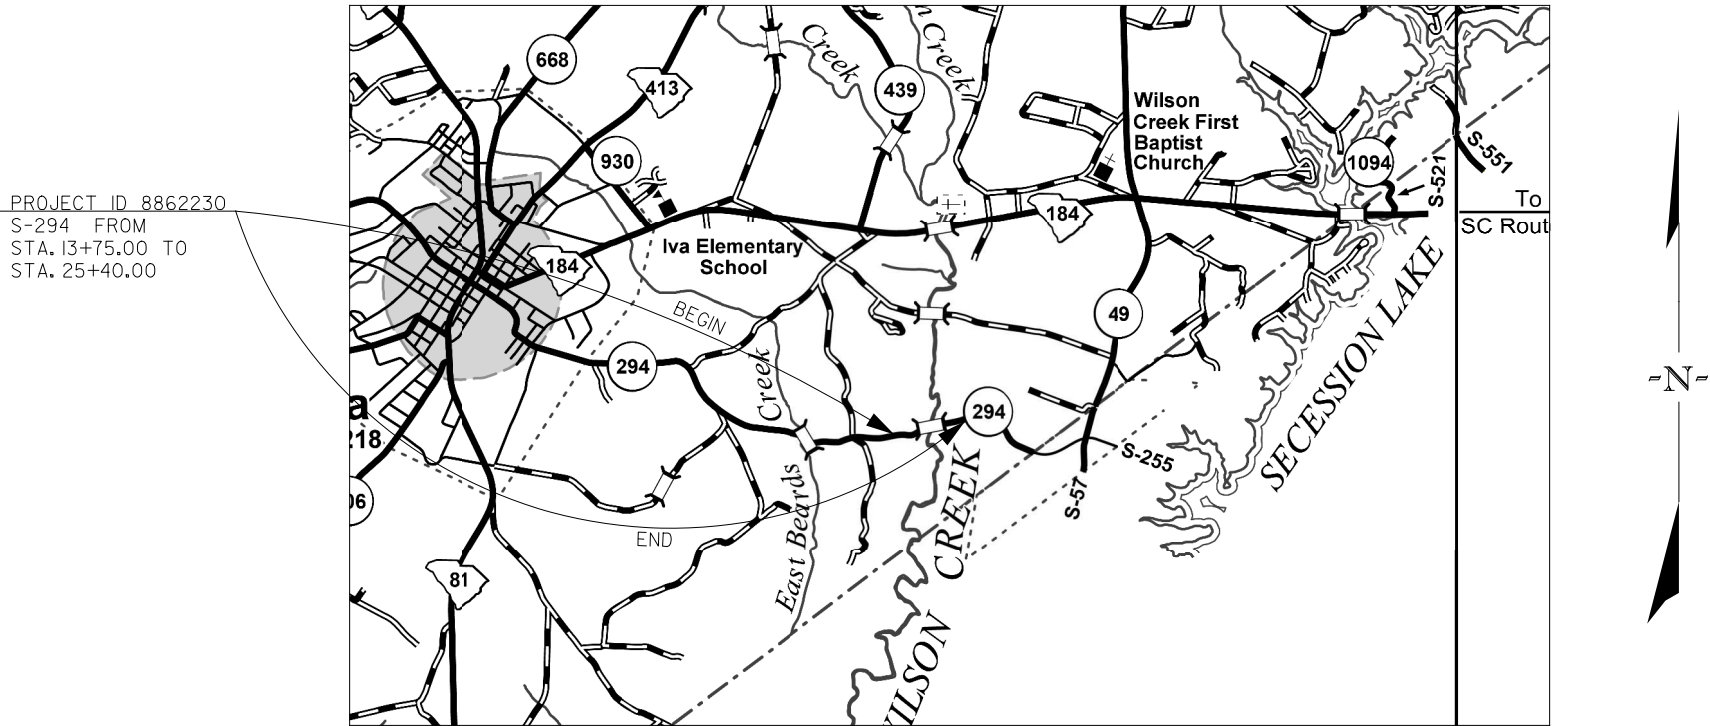 PROJECT ID 8862230
S-294 FROM
STA. 13+75.00 TO
STA. 25+40.00
668
413
439
930
184
Creek
Creek
Wilson
Creek First
Baptist
Church
1094
S-551
S-521
To
SC Rout
184
Iva Elementary
School
BEGIN
49
294
Creek
294
SECESSION LAKE
-N-
a
218
S-255
S-57
06
END
East Beards
CREEK
81
WILSON